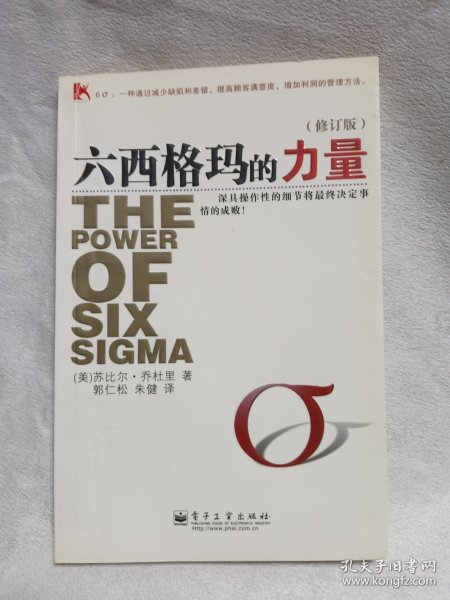 6σ：一种通过减少缺陷和差错，提高顾客满意度，增加利润的管理方法。
（修订版）
六西格玛的力量
深具操作性的细节将最终决定事
情的成败！
THE
POWER
OF
SIX
SIGMA
(美)苏比尔·乔杜里 著
郭仁松 朱健 译
σ
电子工业出版社
PUBLISHING HOUSE OF ELECTRONICS INDUSTRY
Http://www.phei.com.cn
孔夫子旧书网
www.kongfz.com